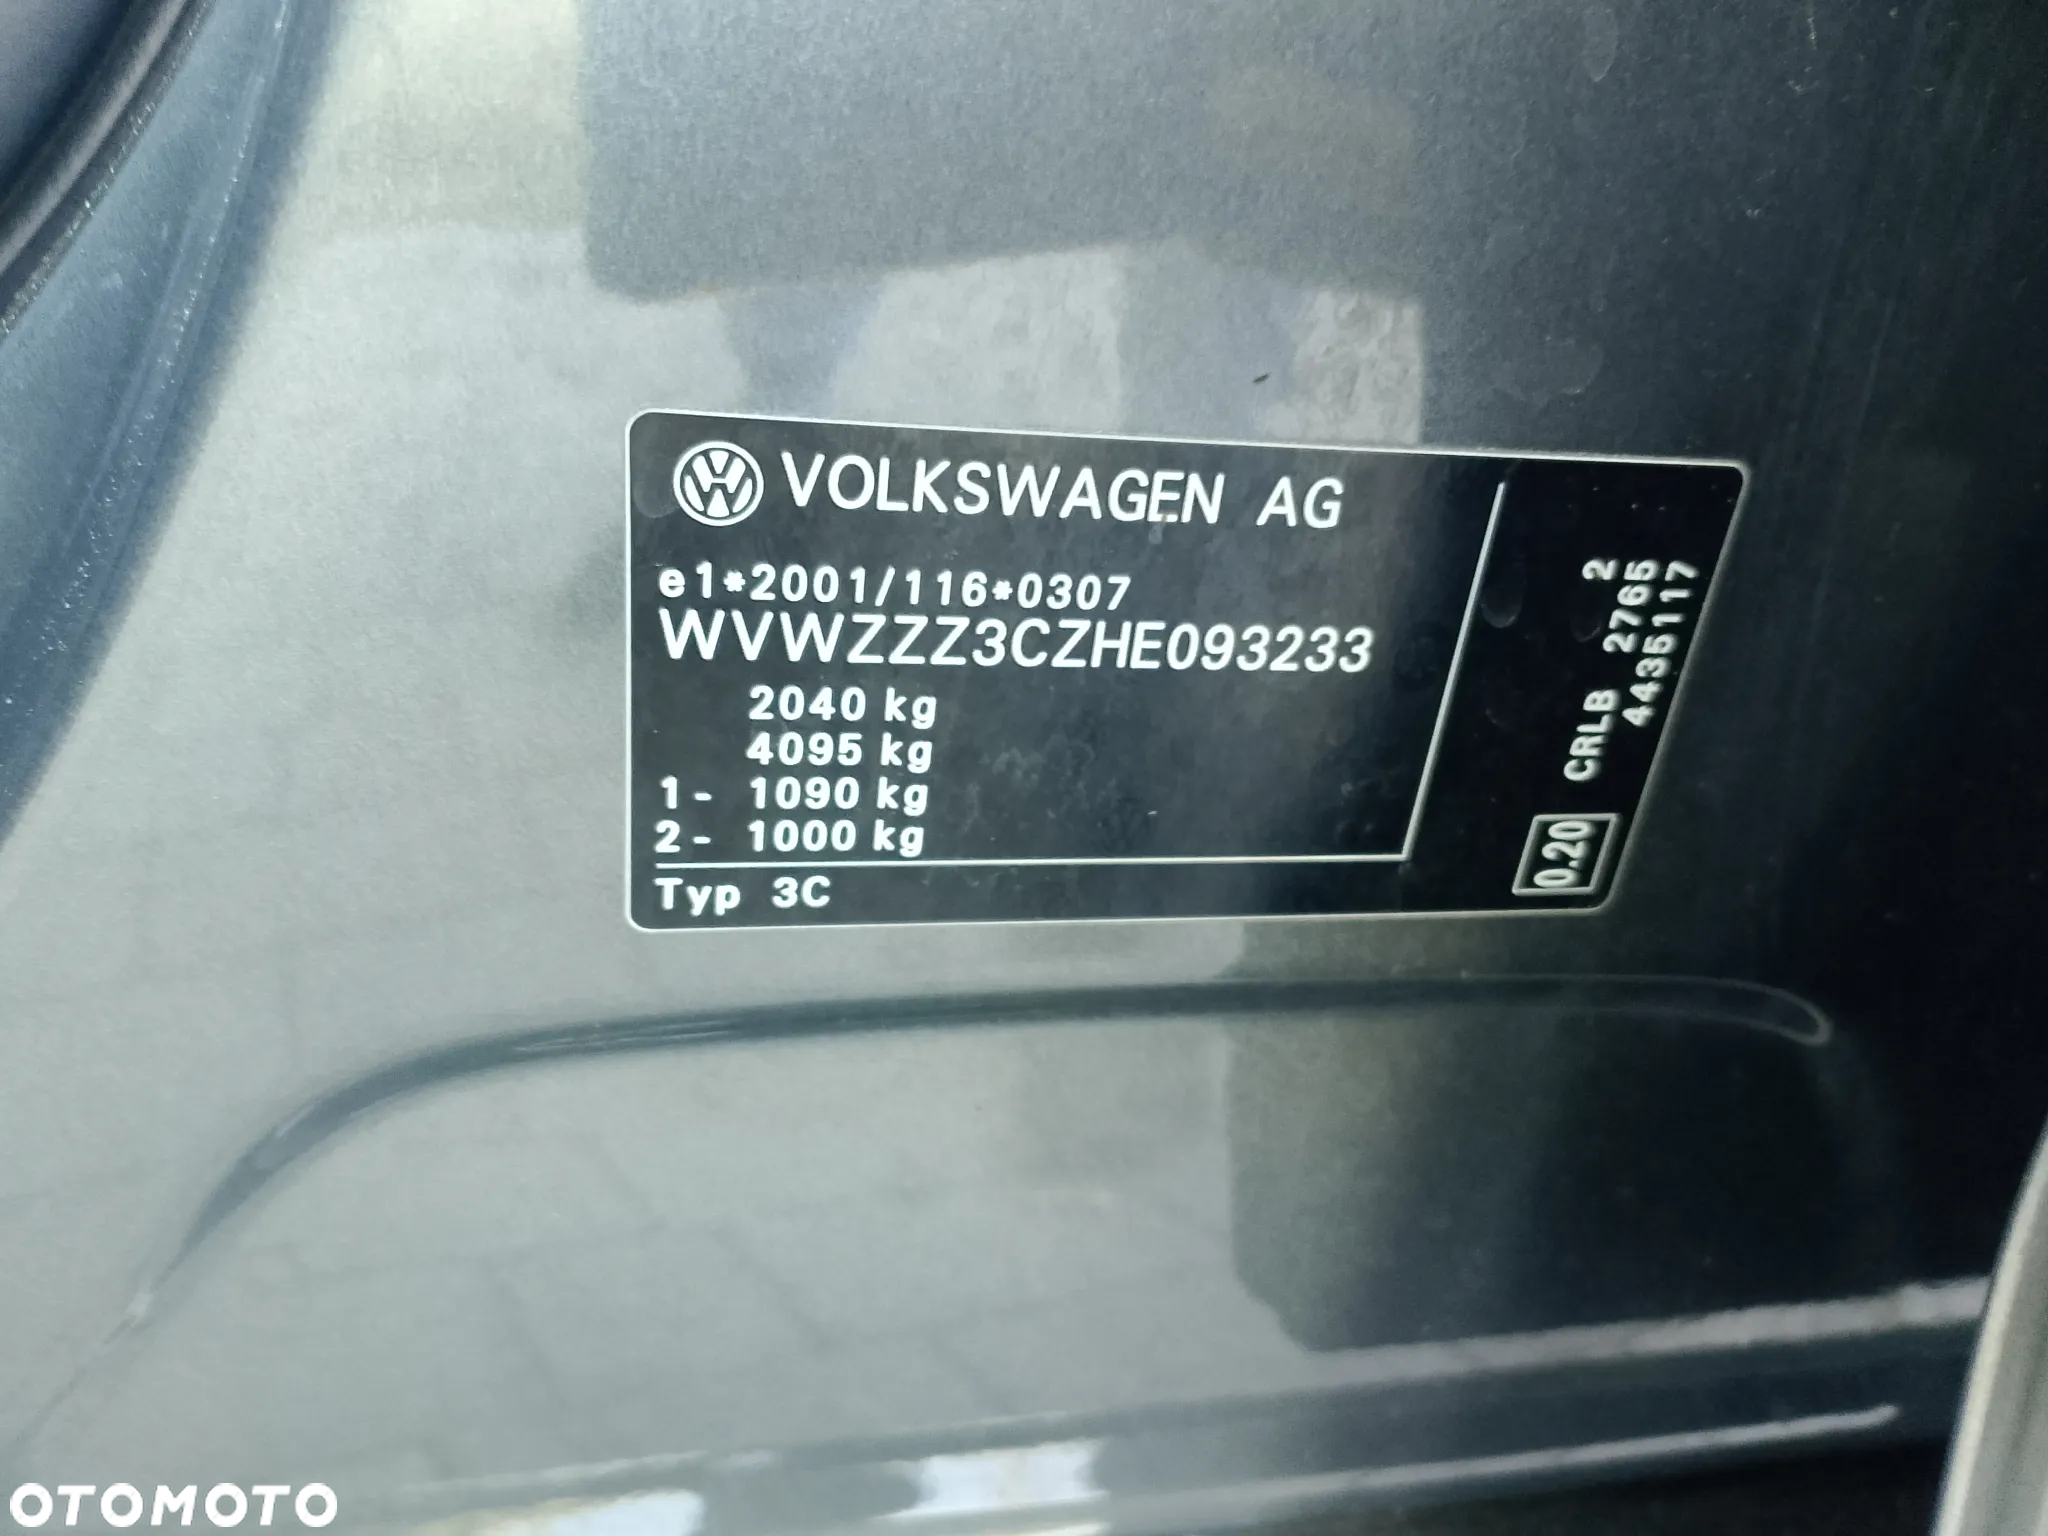 VOLKSWAGEN AG
e1*2001/116*0307
WVWZZZ3CZHE093233
2040 kg
4095 kg
1- 1090 kg
2- 1000 kg
Typ 3C
0.20
CRLB 2765 2
4435117
OTOMOTO